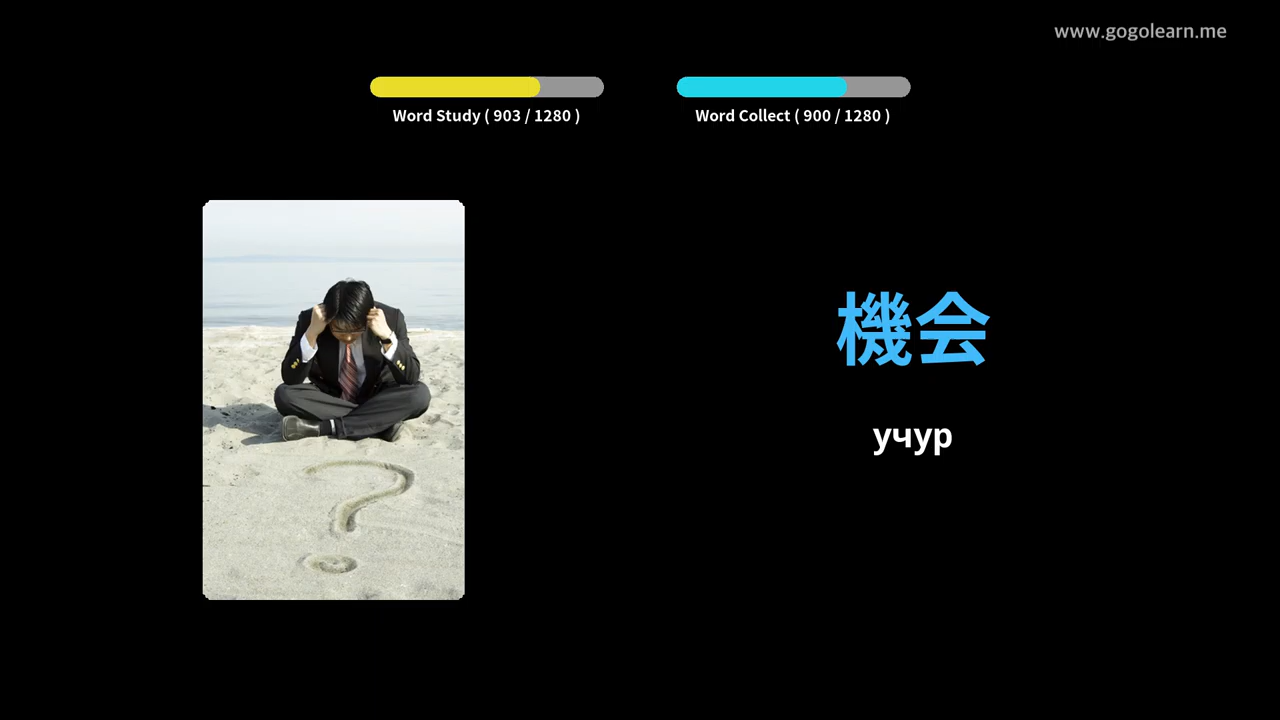 www.gogolearn.me
Word Study ( 903 / 1280 )
Word Collect ( 900 / 1280 )
機会
учур
?